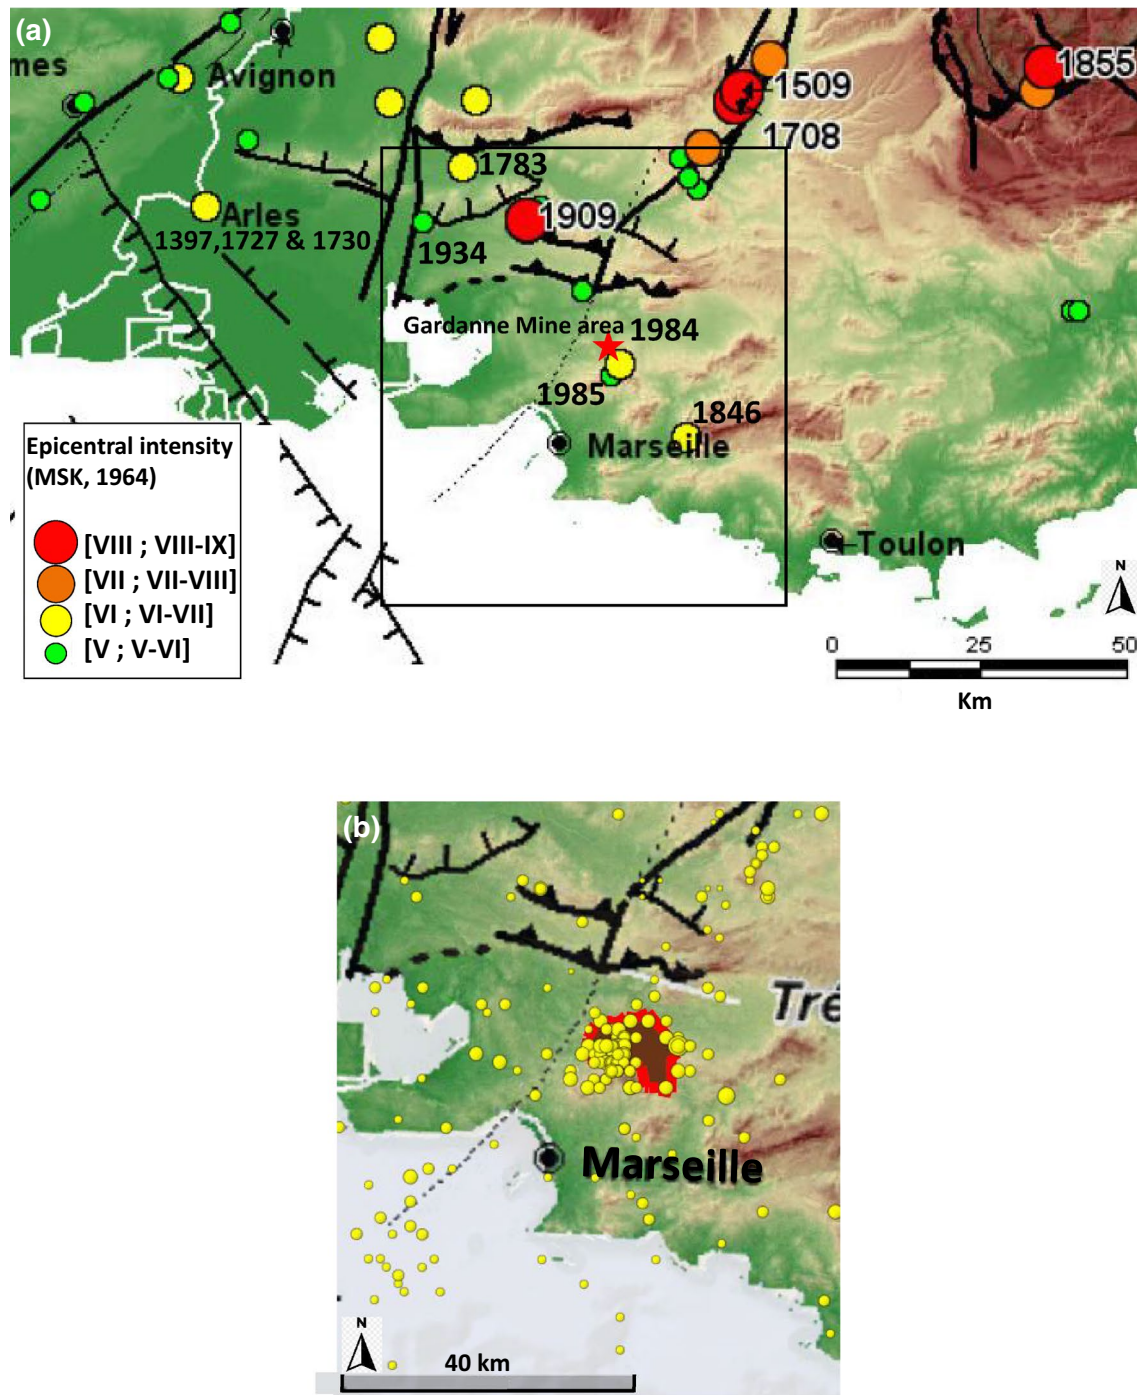 (a)
mes
Avignon
1855
1509
1708
1783
Arles
1909
1397,1727 & 1730
1934
Gardanne Mine area
1984
1985
1846
Marseille
Epicentral intensity
(MSK, 1964)
[VIII ; VIII-IX]
[VII ; VII-VIII]
[VI ; VI-VII]
[V ; V-VI]
Toulon
N
0 25 50
Km
(b)
Tré
Marseille
N
40 km